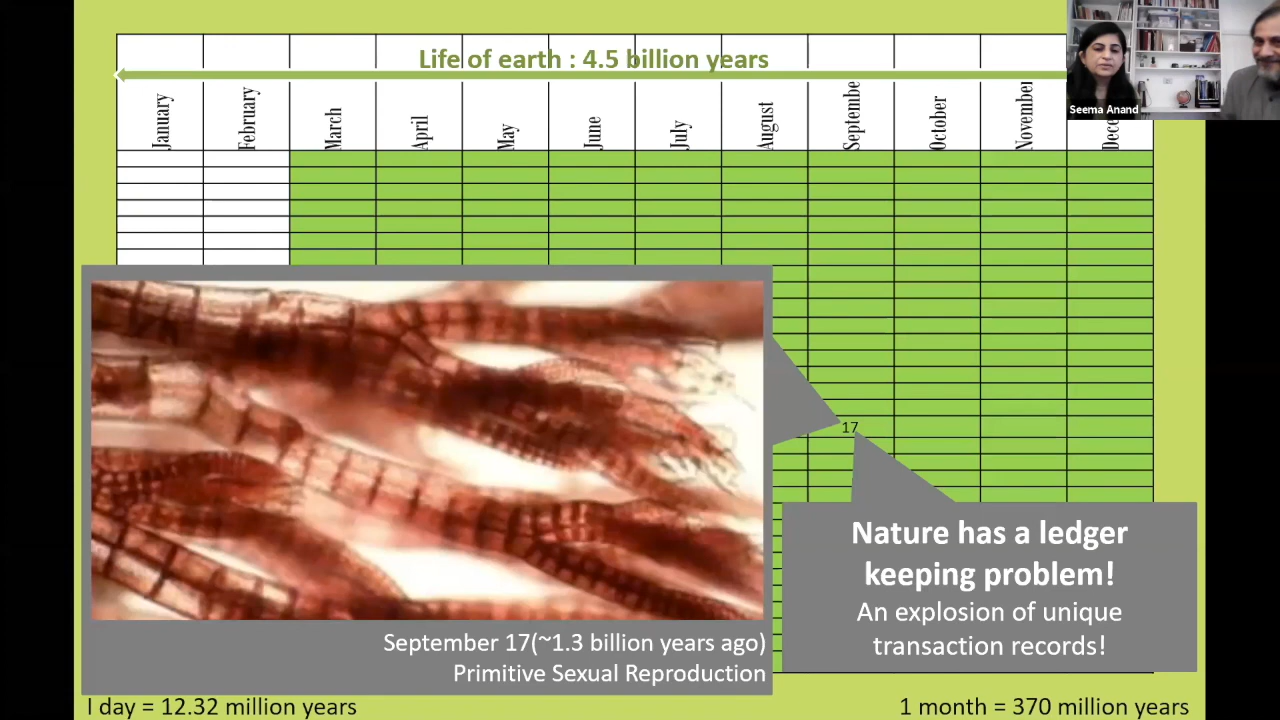 Life of earth : 4.5 billion years
January
February
March
April
May
June
July
August
Septembe
October
November
Dece
Seema Anand
17
Nature has a ledger
keeping problem!
An explosion of unique
transaction records!
September 17(~1.3 billion years ago)
Primitive Sexual Reproduction
I day = 12.32 million years
1 month = 370 million years